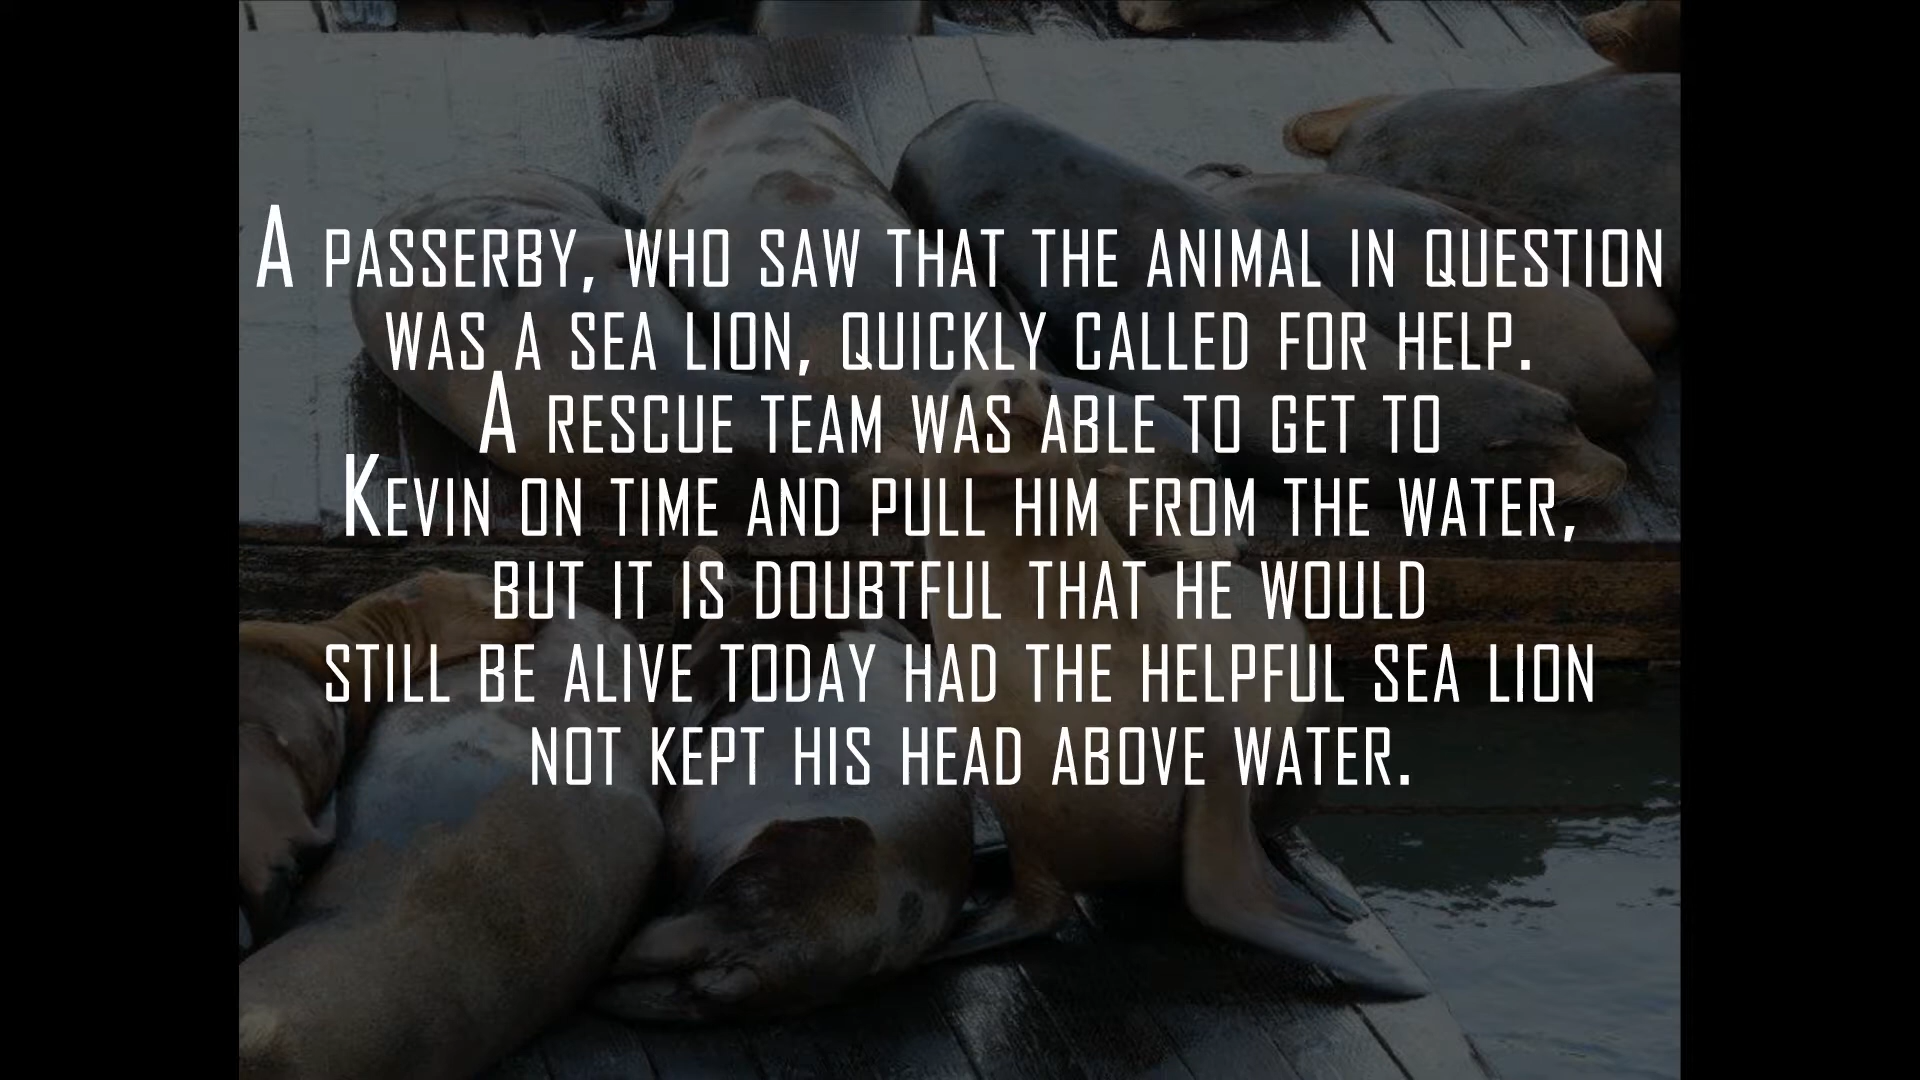 A PASSERBY, WHO SAW THAT THE ANIMAL IN QUESTION
WAS A SEA LION, QUICKLY CALLED FOR HELP.
A RESCUE TEAM WAS ABLE TO GET TO
KEVIN ON TIME AND PULL HIM FROM THE WATER,
BUT IT IS DOUBTFUL THAT HE WOULD
STILL BE ALIVE TODAY HAD THE HELPFUL SEA LION
NOT KEPT HIS HEAD ABOVE WATER.